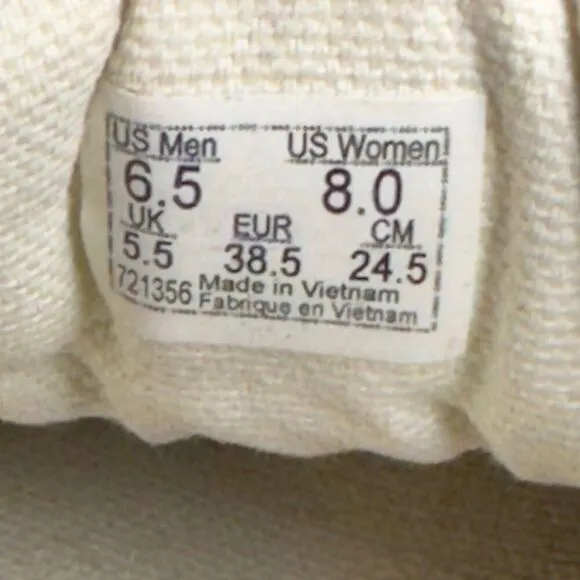 US Men US Women
6.5 8.0
UK EUR CM
5.5 38.5 24.5
721356 Made in Vietnam
Fabrique en Vietnam